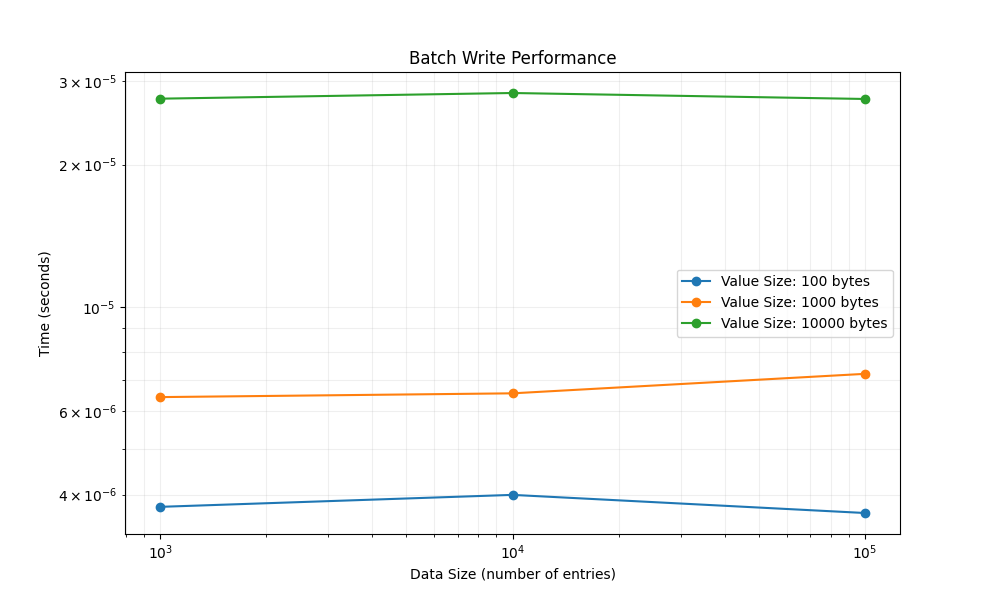 Batch Write Performance
3 × 10⁻⁵
2 × 10⁻⁵
10⁻⁵
6 × 10⁻⁶
4 × 10⁻⁶
Time (seconds)
Value Size: 100 bytes
Value Size: 1000 bytes
Value Size: 10000 bytes
10³ 10⁴ 10⁵
Data Size (number of entries)